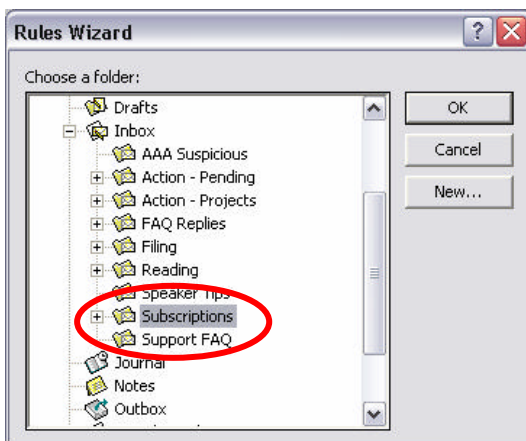 Rules Wizard
Choose a folder:
Drafts
Inbox
AAA Suspicious
Action - Pending
Action - Projects
FAQ Replies
Filing
Reading
Speaker Tips
Subscriptions
Support FAQ
Journal
Notes
Outbox
OK
Cancel
New...